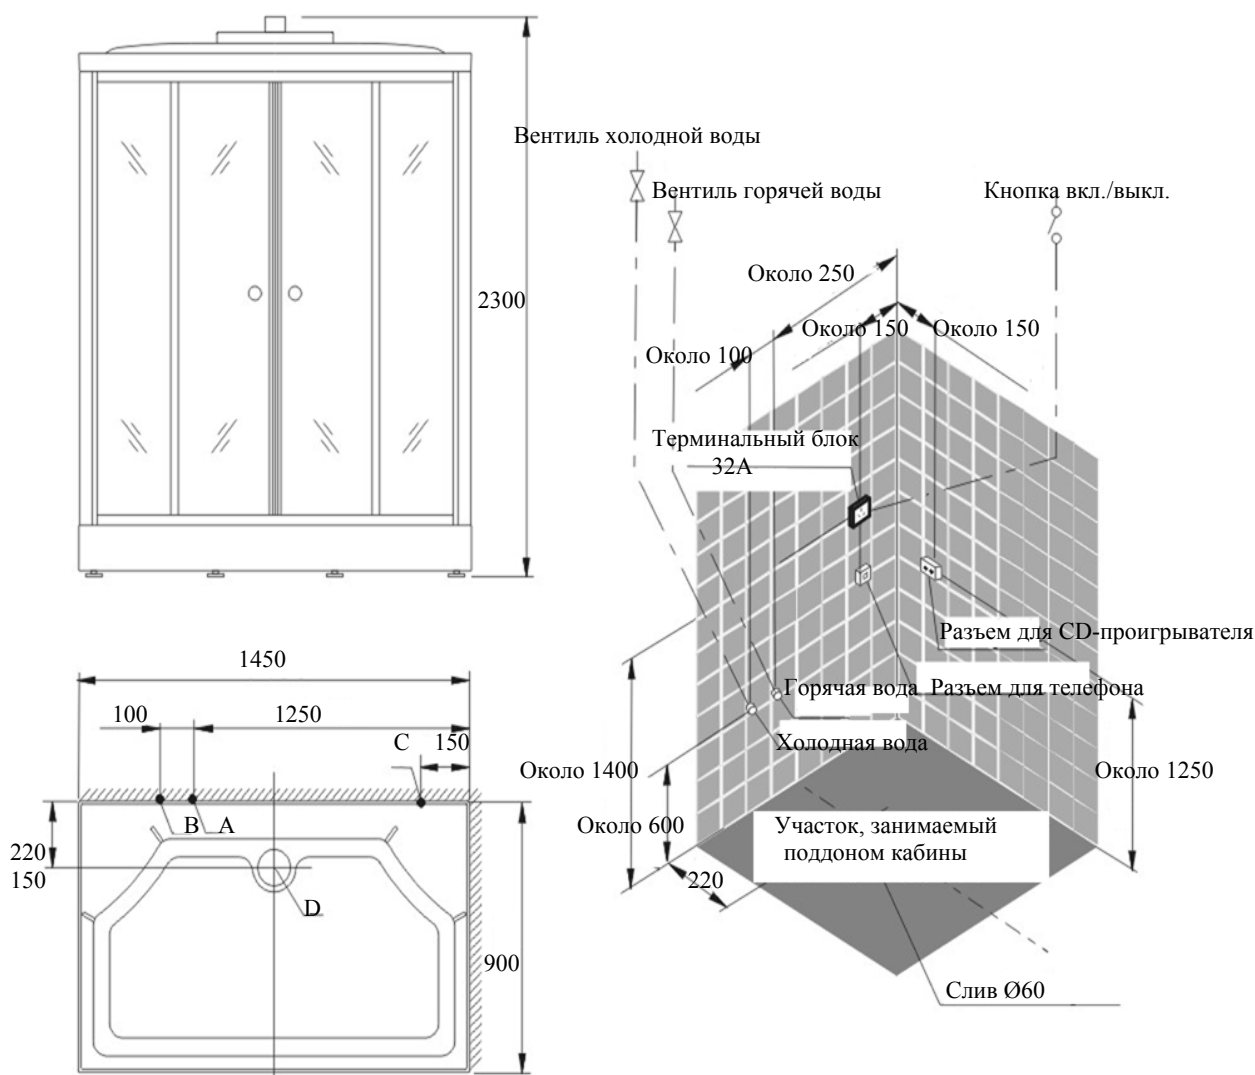 2300
1450
100
1250
C
150
B
A
220
150
D
900
Вентиль холодной воды
Вентиль горячей воды
Кнопка вкл./выкл.
Около 250
Около 150
Около 150
Около 100
Терминальный блок
32А
Разъем для CD-проигрывателя
Горячая вода
Разъем для телефона
Холодная вода
Около 1400
Около 1250
Около 600
Участок, занимаемый
поддоном кабины
220
Слив Ø60